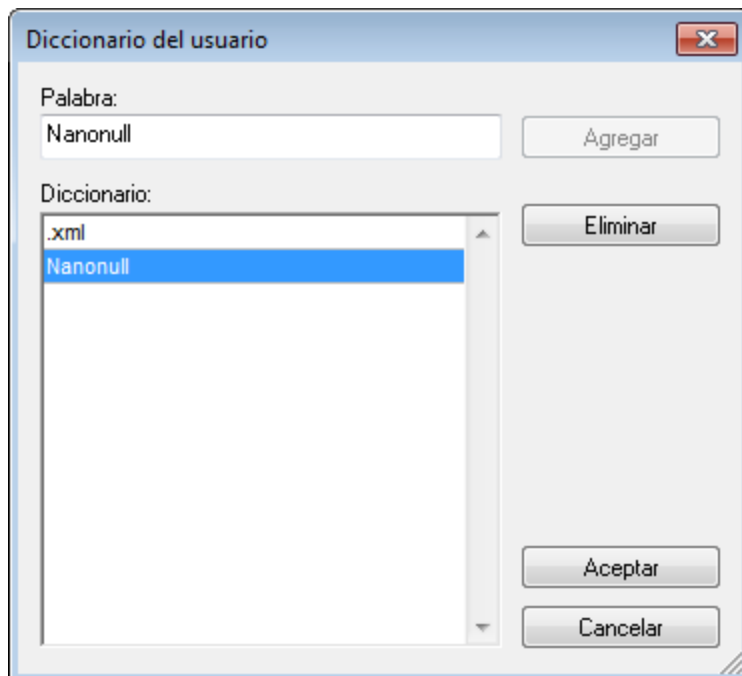 Diccionario del usuario
Palabra:
Nanonull
Agregar
Diccionario:
.xml
Nanonull
Eliminar
Aceptar
Cancelar